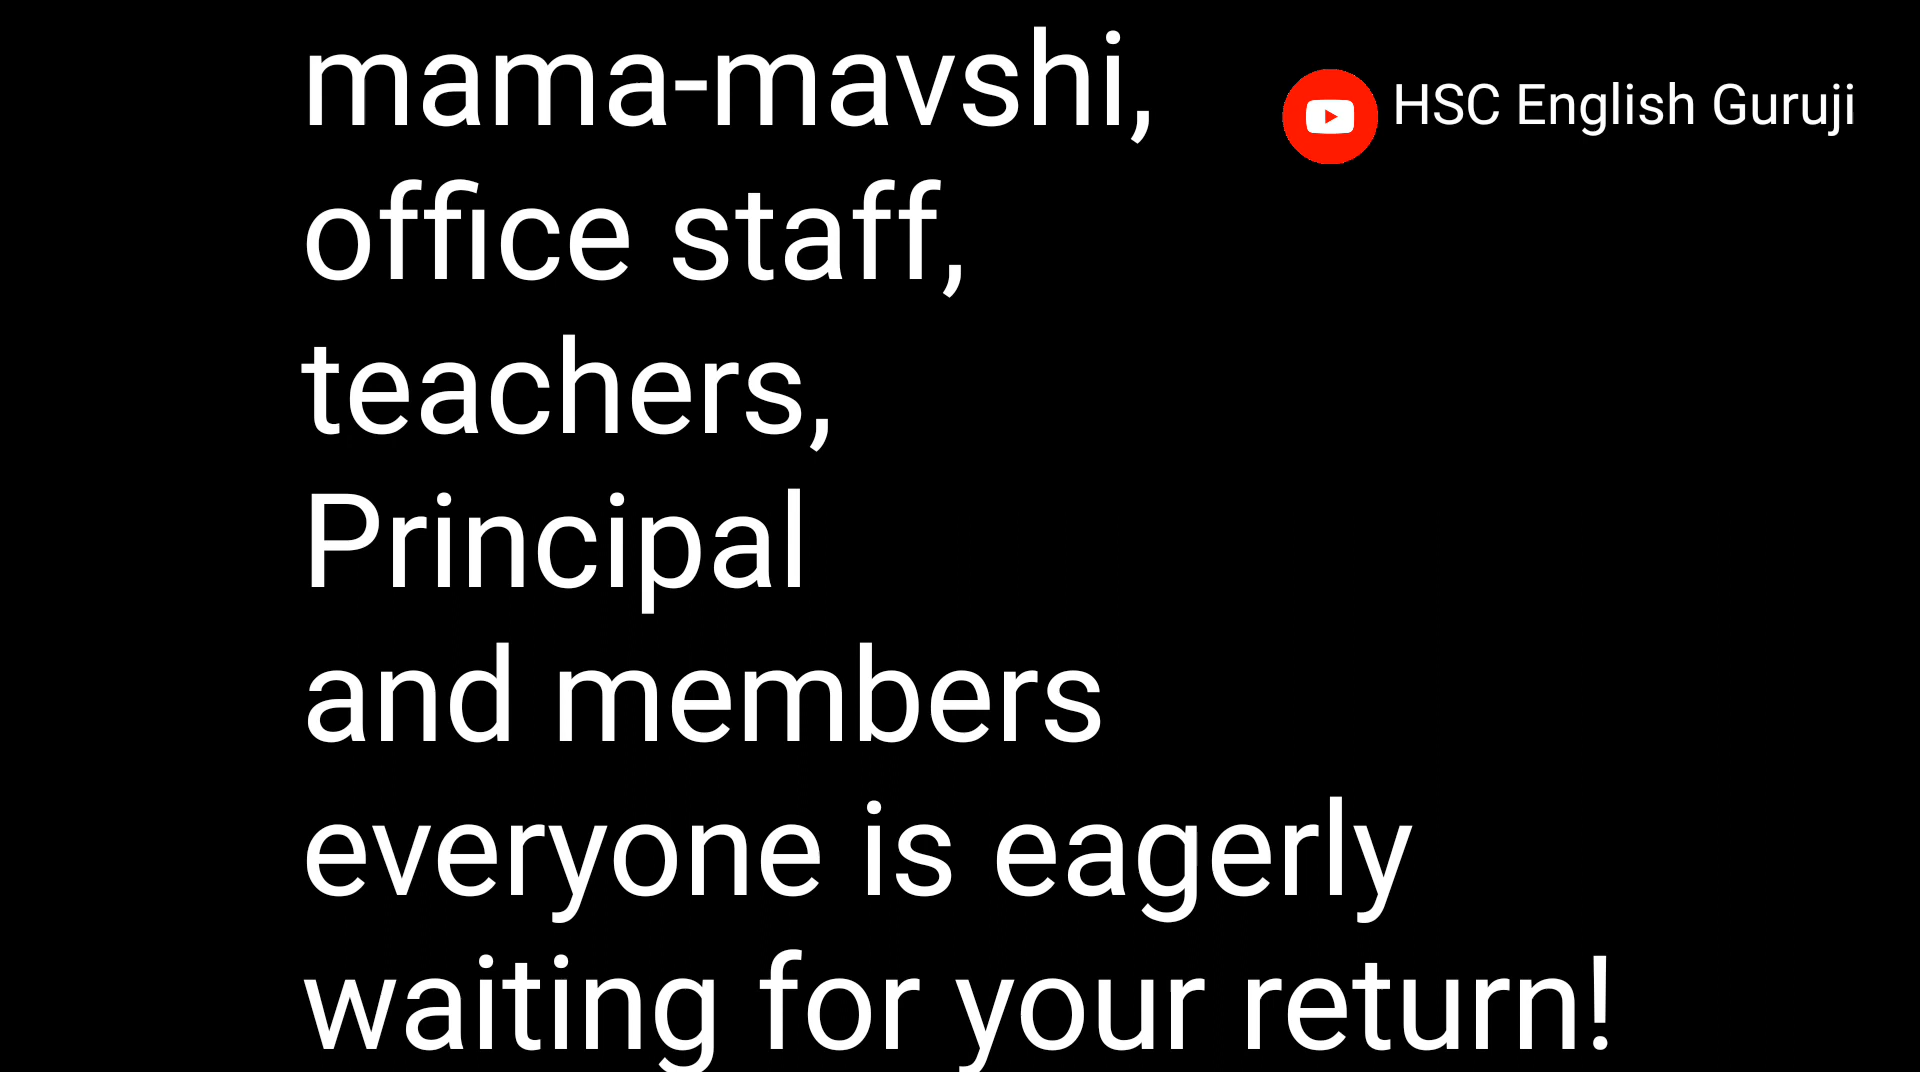 mama-mavshi,
HSC English Guruji
office staff,
teachers,
Principal
and members
everyone is eagerly
waiting for your return!